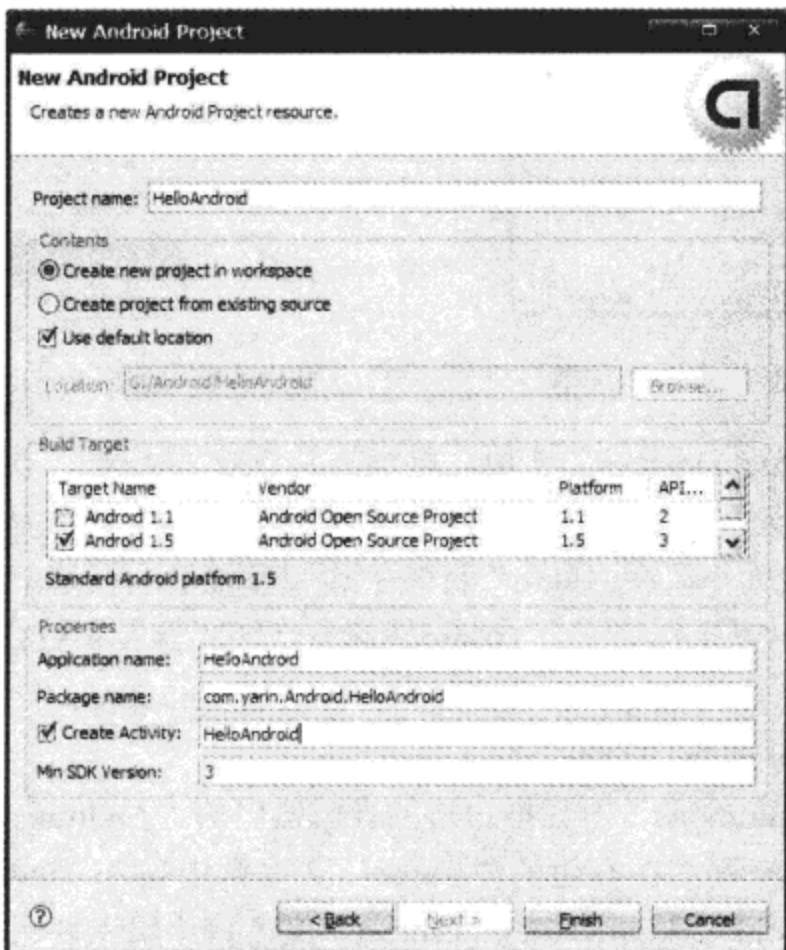 New Android Project
New Android Project
Creates a new Android Project resource.
Project name: HelloAndroid
Contents
Create new project in workspace
Create project from existing source
Use default location
Location: G:/Android/HelloAndroid Browse...
Build Target
Target Name Vendor Platform API...
Android 1.1 Android Open Source Project 1.1 2
Android 1.5 Android Open Source Project 1.5 3
Standard Android platform 1.5
Properties
Application name: HelloAndroid
Package name: com.yarin.Android.HelloAndroid
Create Activity: HelloAndroid
Min SDK Version: 3
? < Back Next > Finish Cancel